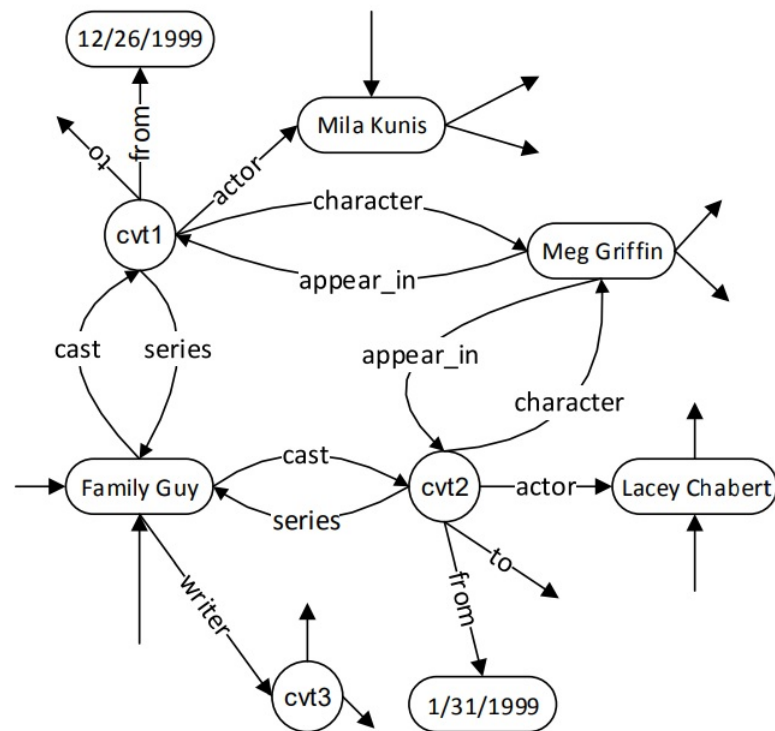 12/26/1999
to
from
actor
Mila Kunis
character
cvt1
Meg Griffin
appear_in
cast
series
appear_in
character
Family Guy
cast
cvt2
actor
Lacey Chabert
series
writer
from
to
cvt3
1/31/1999